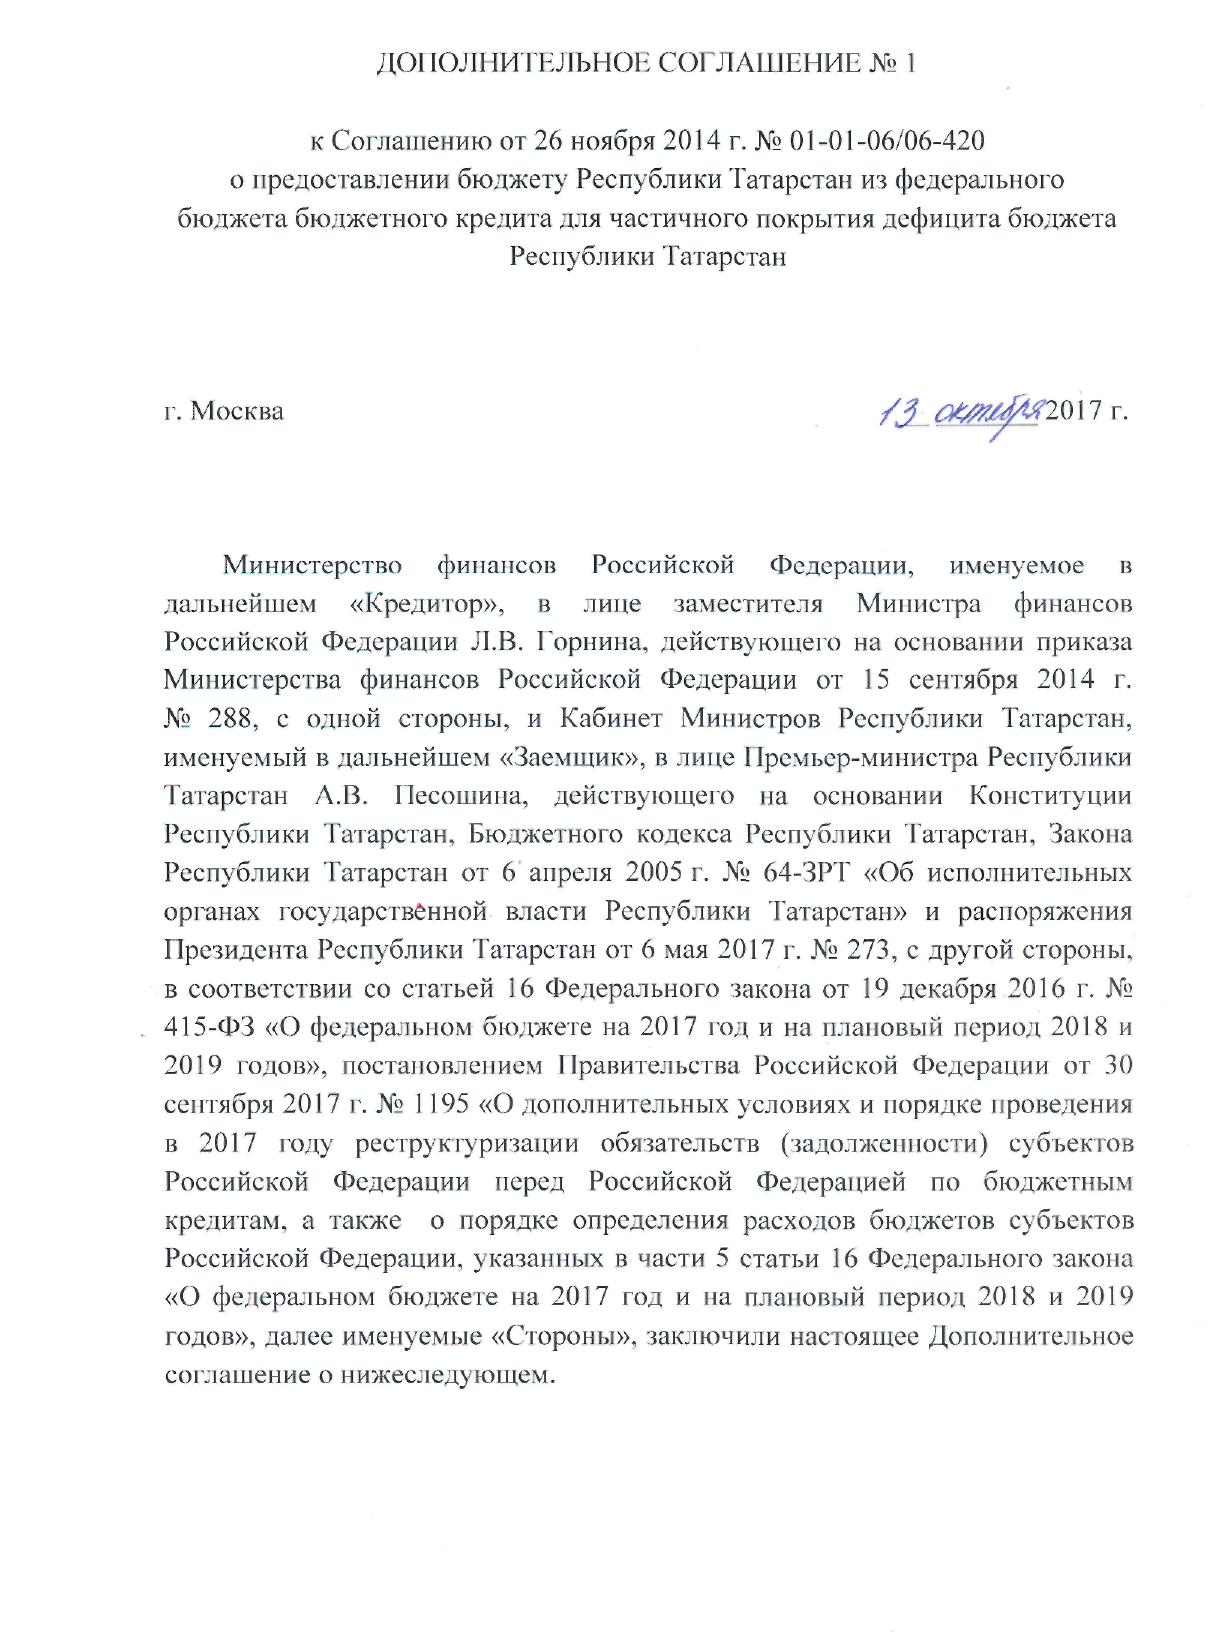 ДОПОЛНИТЕЛЬНОЕ СОГЛАШЕНИЕ № 1
к Соглашению от 26 ноября 2014 г. № 01-01-06/06-420
о предоставлении бюджету Республики Татарстан из федерального
бюджета бюджетного кредита для частичного покрытия дефицита бюджета
Республики Татарстан
г. Москва 13 октября 2017 г.
Министерство финансов Российской Федерации, именуемое в
дальнейшем «Кредитор», в лице заместителя Министра финансов
Российской Федерации Л.В. Горнина, действующего на основании приказа
Министерства финансов Российской Федерации от 15 сентября 2014 г.
№ 288, с одной стороны, и Кабинет Министров Республики Татарстан,
именуемый в дальнейшем «Заемщик», в лице Премьер-министра Республики
Татарстан А.В. Песошина, действующего на основании Конституции
Республики Татарстан, Бюджетного кодекса Республики Татарстан, Закона
Республики Татарстан от 6 апреля 2005 г. № 64-ЗРТ «Об исполнительных
органах государственной власти Республики Татарстан» и распоряжения
Президента Республики Татарстан от 6 мая 2017 г. № 273, с другой стороны,
в соответствии со статьей 16 Федерального закона от 19 декабря 2016 г. №
415-ФЗ «О федеральном бюджете на 2017 год и на плановый период 2018 и
2019 годов», постановлением Правительства Российской Федерации от 30
сентября 2017 г. № 1195 «О дополнительных условиях и порядке проведения
в 2017 году реструктуризации обязательств (задолженности) субъектов
Российской Федерации перед Российской Федерацией по бюджетным
кредитам, а также о порядке определения расходов бюджетов субъектов
Российской Федерации, указанных в части 5 статьи 16 Федерального закона
«О федеральном бюджете на 2017 год и на плановый период 2018 и 2019
годов», далее именуемые «Стороны», заключили настоящее Дополнительное
соглашение о нижеследующем.